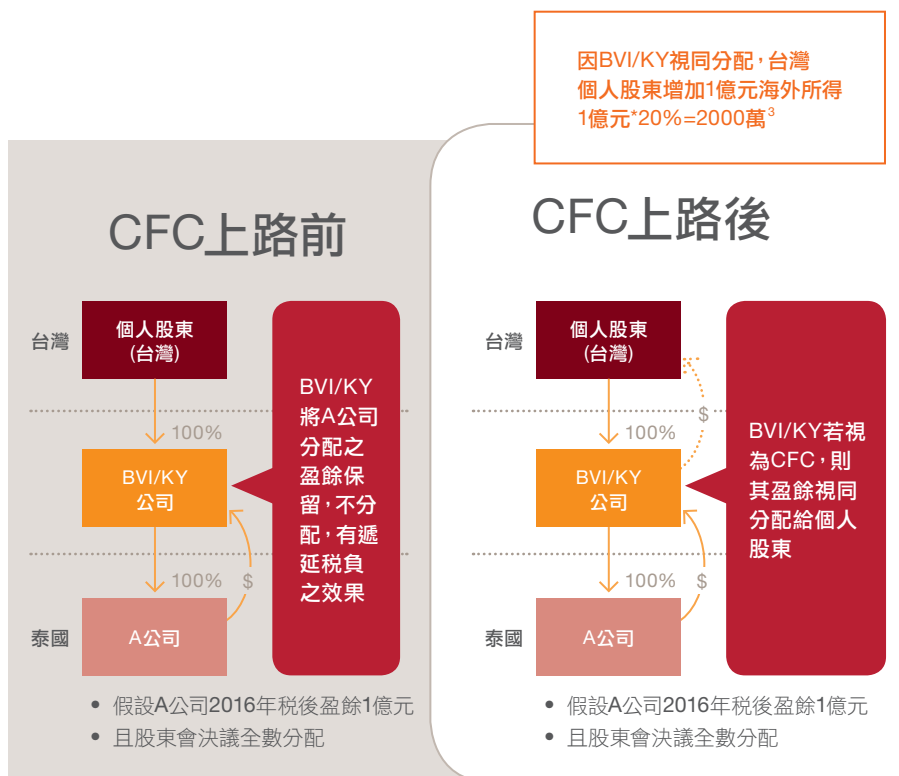 因BVI/KY視同分配，台灣
個人股東增加1億元海外所得
1億元*20%=2000萬³
CFC上路前
台灣
個人股東
(台灣)
100%
BVI/KY
公司
100%
$
泰國
A公司
BVI/KY
將A公司
分配之
盈餘保
留，不分
配，有遞
延稅負
之效果
• 假設A公司2016年稅後盈餘1億元
• 且股東會決議全數分配
CFC上路後
台灣
個人股東
(台灣)
$
100%
BVI/KY
公司
100%
$
泰國
A公司
BVI/KY若視
為CFC，則
其盈餘視同
分配給個人
股東
• 假設A公司2016年稅後盈餘1億元
• 且股東會決議全數分配